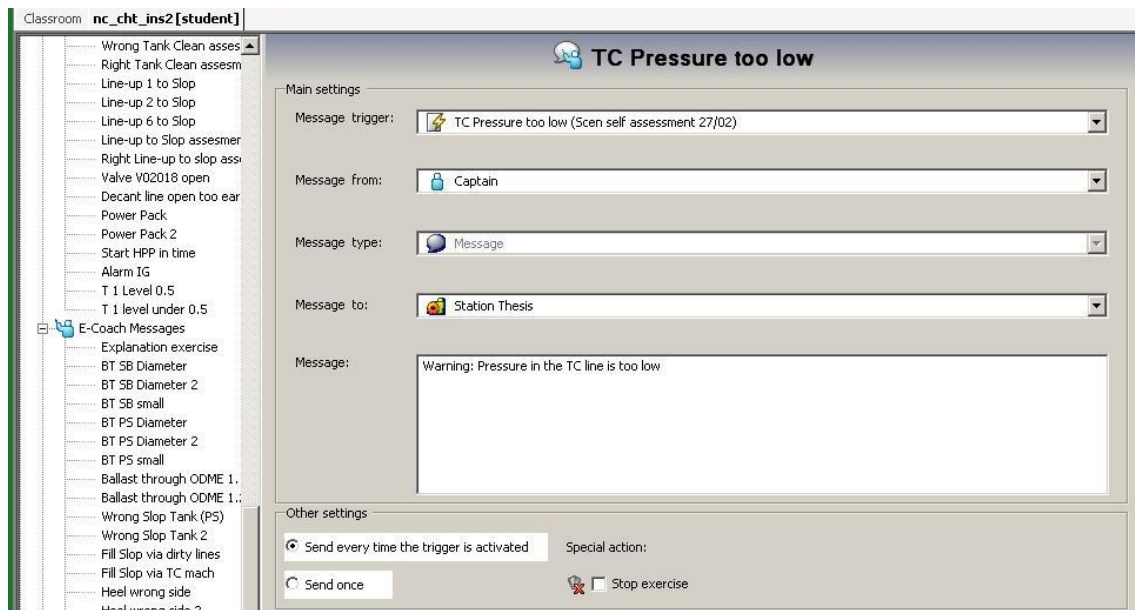 Classroom nc_cht_ins2[student]
Wrong Tank Clean asses
Right Tank Clean assesm
Line-up 1 to Slop
Line-up 2 to Slop
Line-up 6 to Slop
Line-up to Slop assesmer
Right Line-up to slop ass
Valve V02018 open
Decant line open too ear
Power Pack
Power Pack 2
Start HPP in time
Alarm IG
T 1 Level 0.5
T 1 level under 0.5
E-Coach Messages
Explanation exercise
BT SB Diameter
BT SB Diameter 2
BT SB small
BT PS Diameter
BT PS Diameter 2
BT PS small
Ballast through ODME 1.
Ballast through ODME 1.:
Wrong Slop Tank (PS)
Wrong Slop Tank 2
Fill Slop via dirty lines
Fill Slop via TC mach
Heel wrong side
Heel wrong side 2
TC Pressure too low
Main settings
Message trigger: TC Pressure too low (Scen self assessment 27/02)
Message from: Captain
Message type: Message
Message to: Station Thesis
Message: Warning: Pressure in the TC line is too low
Other settings
Send every time the trigger is activated Special action:
Send once Stop exercise